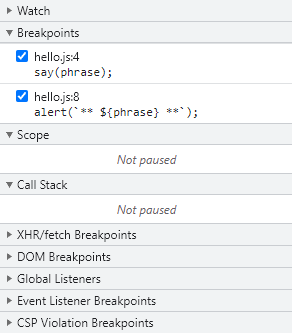 Watch
Breakpoints
hello.js:4
say(phrase);
hello.js:8
alert(`** ${phrase} **`);
Scope
Not paused
Call Stack
Not paused
XHR/fetch Breakpoints
DOM Breakpoints
Global Listeners
Event Listener Breakpoints
CSP Violation Breakpoints